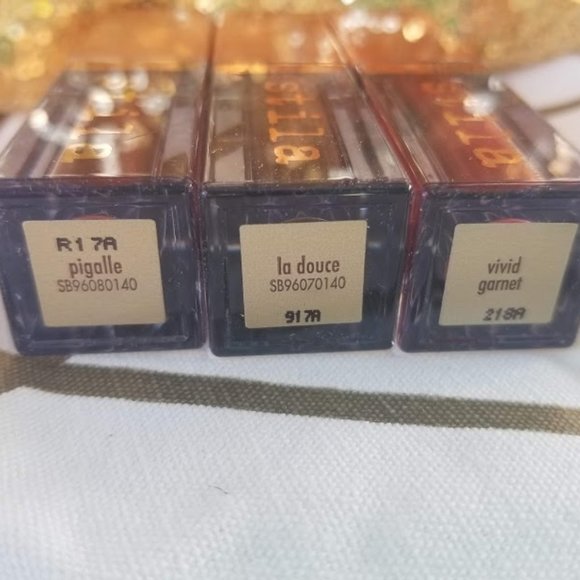 stila
stila
stila
R17A
pigalle
SB96080140
la douce
SB96070140
917A
vivid
garnet
218A